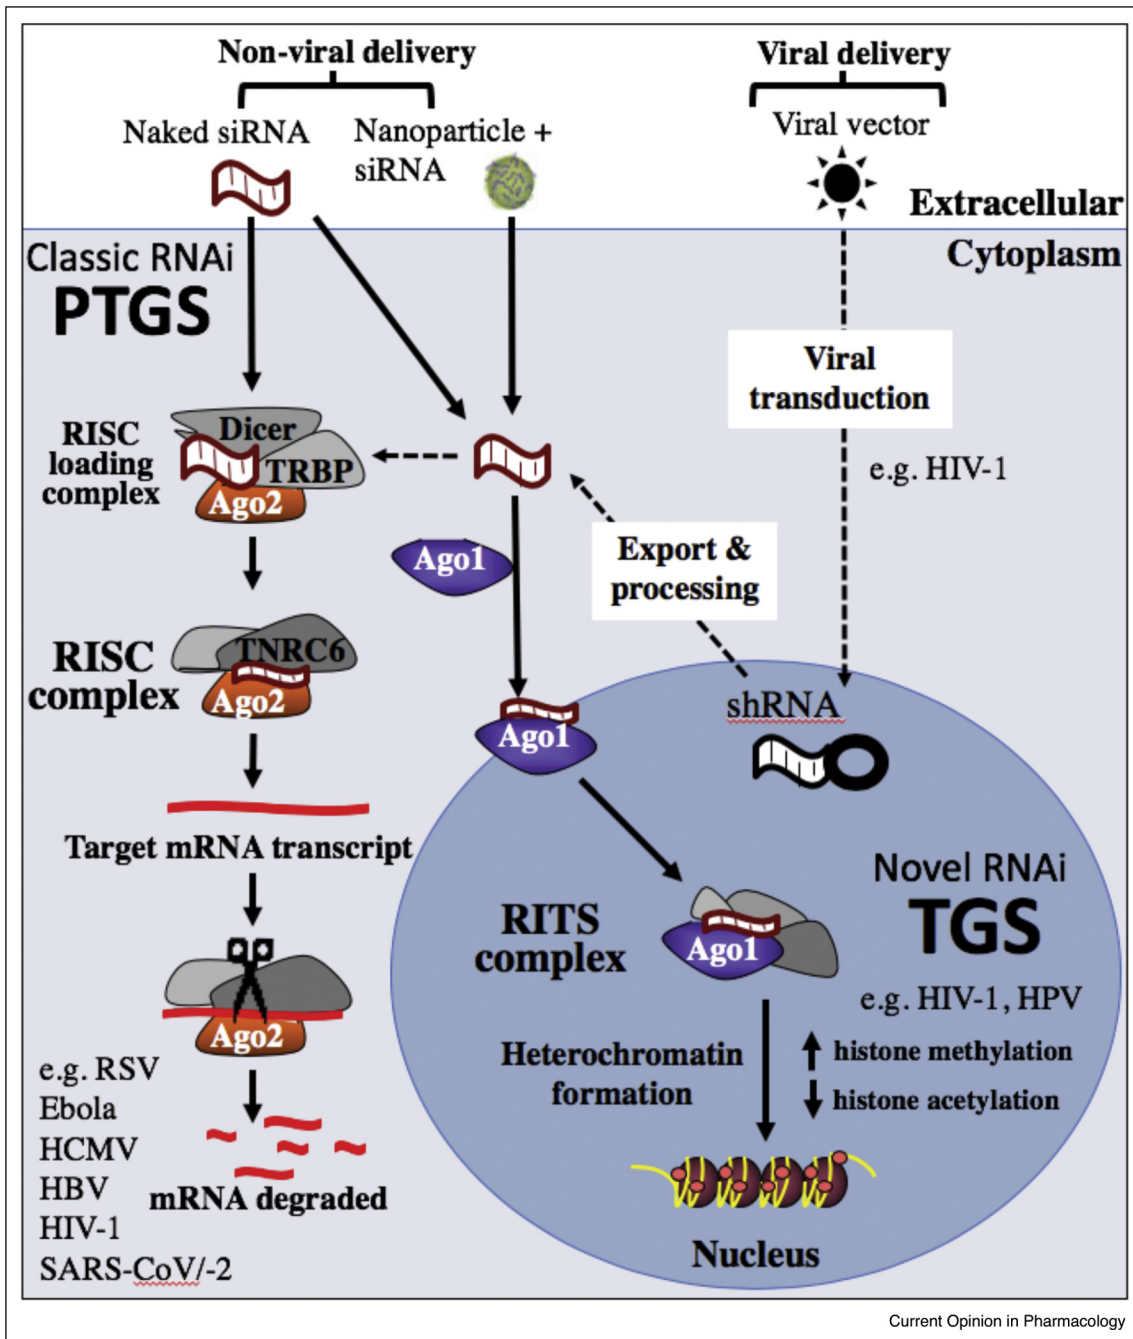 Non-viral delivery
Viral delivery
Naked siRNA
Nanoparticle +
siRNA
Viral vector
Extracellular
Cytoplasm
Classic RNAi
PTGS
Viral
transduction
e.g. HIV-1
RISC
loading
complex
Dicer
TRBP
Ago2
Ago1
Export &
processing
RISC
complex
TNRC6
Ago2
Ago1
shRNA
Target mRNA transcript
Novel RNAi
TGS
e.g. HIV-1, HPV
RITS
complex
Ago1
Ago2
Heterochromatin
formation
histone methylation
histone acetylation
e.g. RSV
Ebola
HCMV
HBV
HIV-1
SARS-CoV/-2
mRNA degraded
Nucleus
Current Opinion in Pharmacology